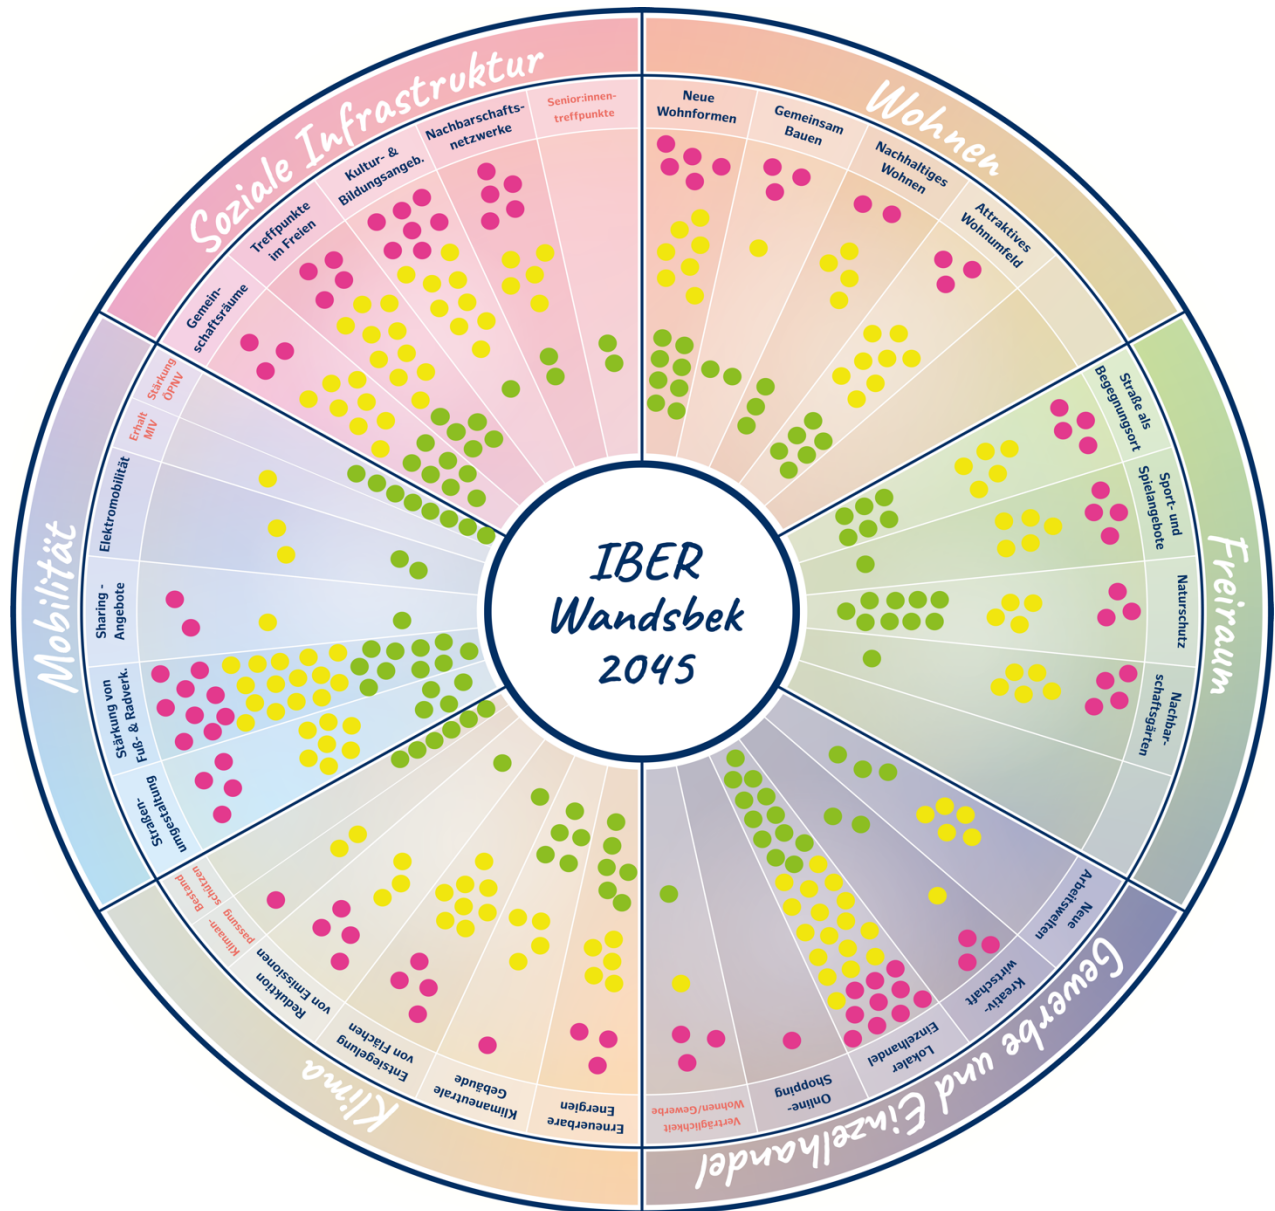 Soziale Infrastruktur
Gemein-
schaftsräume
Treffpunkte
im Freien
Kultur- &
Bildungsangeb.
Nachbarschafts-
netzwerke
Senior:innen-
treffpunkte
Wohnen
Neue
Wohnformen
Gemeinsam
Bauen
Nachhaltiges
Wohnen
Attraktives
Wohnumfeld
Freiraum
Straße als
Begegnungsort
Sport- und
Spielangebote
Naturschutz
Nachbar-
schaftsgärten
Gewerbe und Einzelhandel
Neue
Arbeitswelten
Kreativ-
wirtschaft
Lokaler
Einzelhandel
Online-
Shopping
Verträglichkeit
Wohnen/Gewerbe
Klima
Erneuerbare
Energien
Klimaneutrale
Gebäude
Entsiegelung
von Flächen
Reduktion
von Emissionen
Klimaan-
passung
Bestand
schützen
Mobilität
Straßen-
umgestaltung
Stärkung von
Fuß- & Radverk.
Sharing -
Angebote
Elektromobilität
Erhalt
MIV
Stärkung
ÖPNV
IBER
Wandsbek
2045